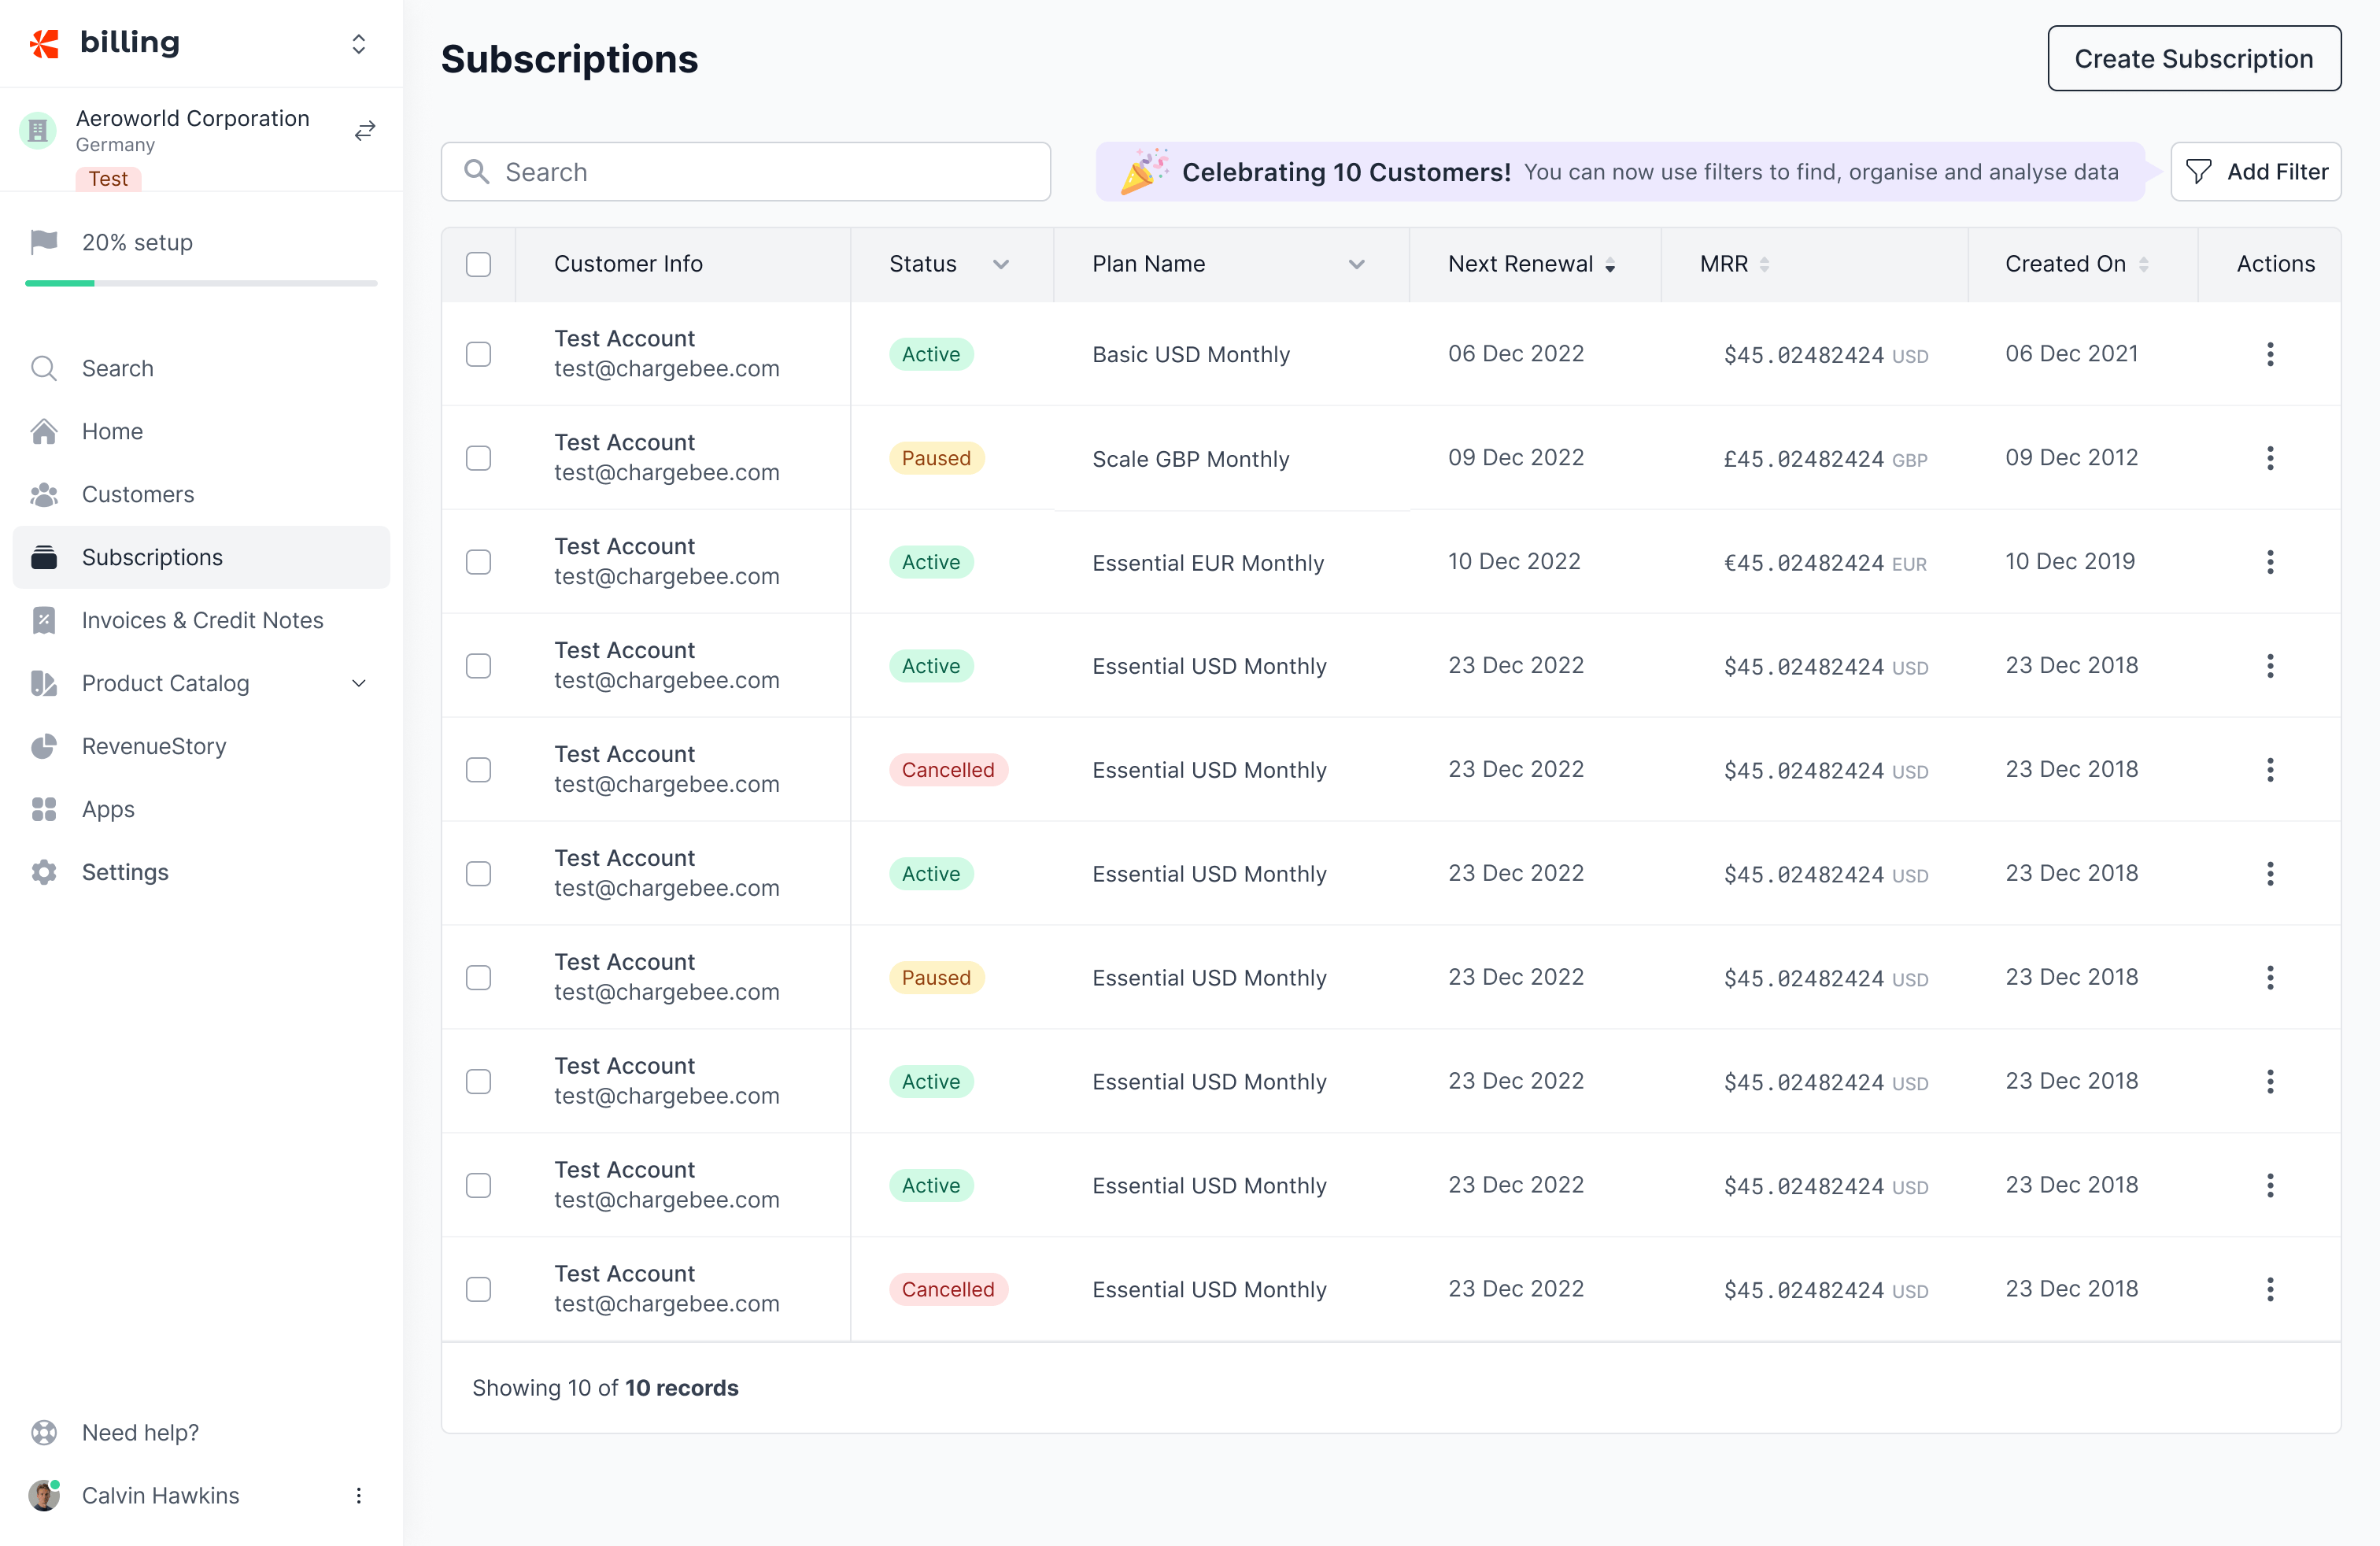 billing
Aeroworld Corporation
Germany
Test
20% setup
Search
Home
Customers
Subscriptions
Invoices & Credit Notes
Product Catalog
RevenueStory
Apps
Settings
Need help?
Calvin Hawkins
Subscriptions
Create Subscription
Search
Celebrating 10 Customers! You can now use filters to find, organise and analyse data
Add Filter
Customer Info Status Plan Name Next Renewal MRR Created On Actions
Test Account
test@chargebee.com
Active Basic USD Monthly 06 Dec 2022 $45.02482424 USD 06 Dec 2021
Test Account
test@chargebee.com
Paused Scale GBP Monthly 09 Dec 2022 £45.02482424 GBP 09 Dec 2012
Test Account
test@chargebee.com
Active Essential EUR Monthly 10 Dec 2022 €45.02482424 EUR 10 Dec 2019
Test Account
test@chargebee.com
Active Essential USD Monthly 23 Dec 2022 $45.02482424 USD 23 Dec 2018
Test Account
test@chargebee.com
Cancelled Essential USD Monthly 23 Dec 2022 $45.02482424 USD 23 Dec 2018
Test Account
test@chargebee.com
Active Essential USD Monthly 23 Dec 2022 $45.02482424 USD 23 Dec 2018
Test Account
test@chargebee.com
Paused Essential USD Monthly 23 Dec 2022 $45.02482424 USD 23 Dec 2018
Test Account
test@chargebee.com
Active Essential USD Monthly 23 Dec 2022 $45.02482424 USD 23 Dec 2018
Test Account
test@chargebee.com
Active Essential USD Monthly 23 Dec 2022 $45.02482424 USD 23 Dec 2018
Test Account
test@chargebee.com
Cancelled Essential USD Monthly 23 Dec 2022 $45.02482424 USD 23 Dec 2018
Showing 10 of 10 records